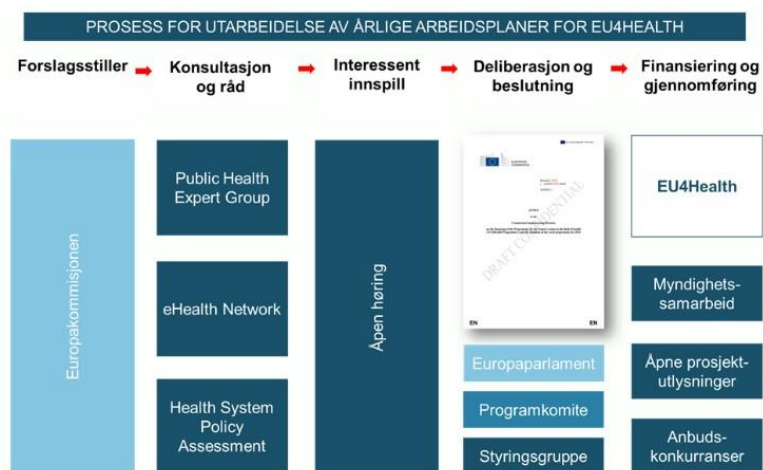 PROSESS FOR UTARBEIDELSE AV ÅRLIGE ARBEIDSPLANER FOR EU4HEALTH
Forslagsstiller
Konsultasjon
og råd
Interessent
innspill
Deliberasjon og
beslutning
Finansiering og
gjennomføring
Europakommisjonen
Public Health
Expert Group
eHealth Network
Health System
Policy
Assessment
Åpen høring
EUROPEAN
COMMISSION
DRAFT CONFIDENTIAL
EN
EN
Europaparlament
Programkomite
Styringsgruppe
EU4Health
Myndighets-
samarbeid
Åpne prosjekt-
utlysninger
Anbuds-
konkurranser